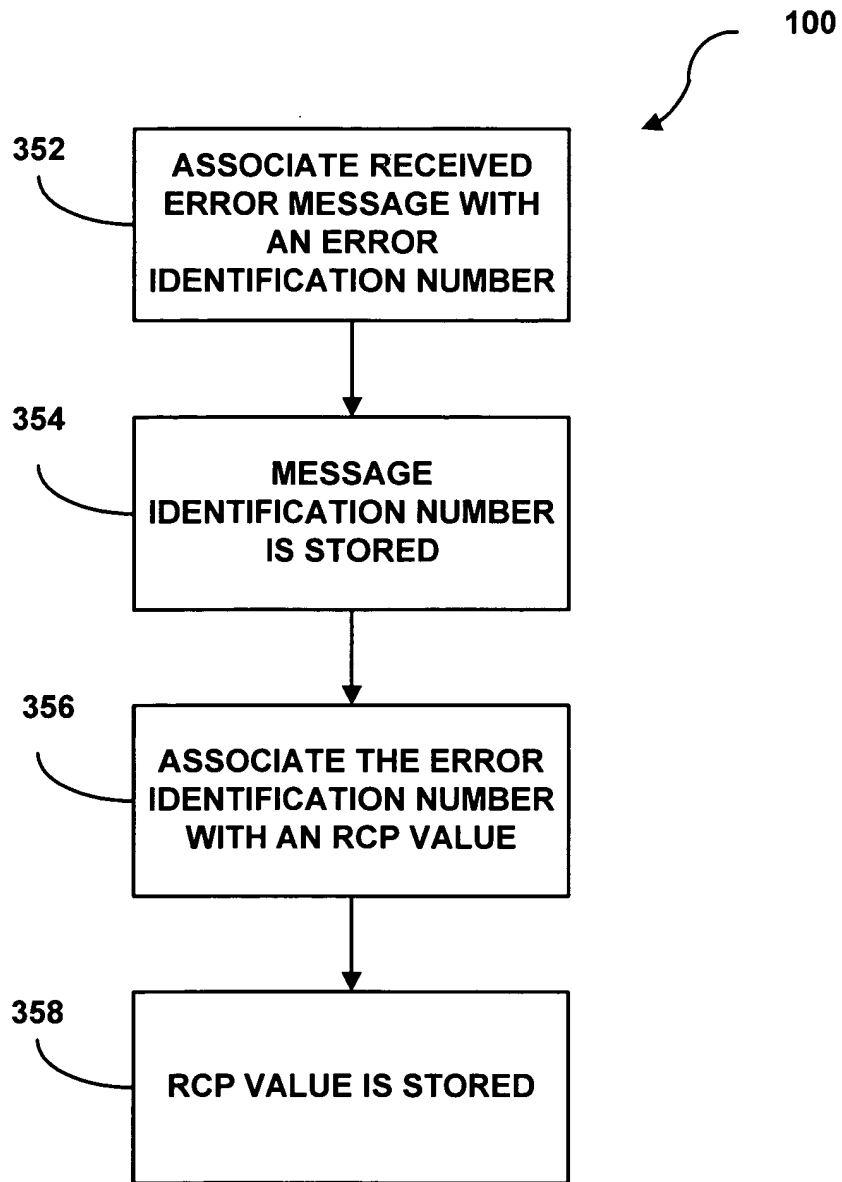 100
352
ASSOCIATE RECEIVED
ERROR MESSAGE WITH
AN ERROR
IDENTIFICATION NUMBER
354
MESSAGE
IDENTIFICATION NUMBER
IS STORED
356
ASSOCIATE THE ERROR
IDENTIFICATION NUMBER
WITH AN RCP VALUE
358
RCP VALUE IS STORED